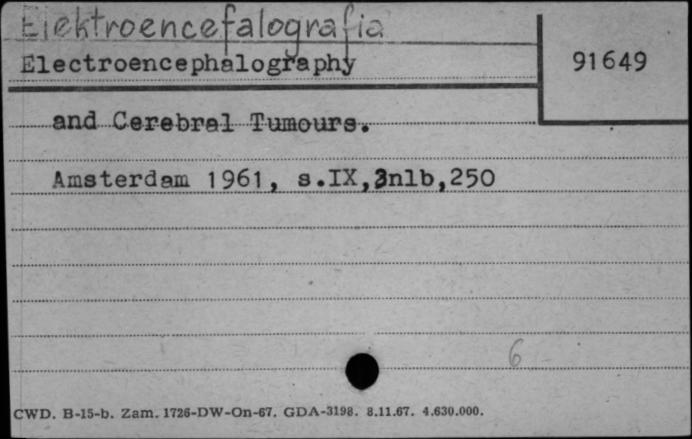 Elektroencefalografia
Electroencephalography
91649
and Cerebral Tumours.
Amsterdam 1961, s.IX,3nlb,250
6
CWD. B-15-b. Zam. 1726-DW-On-67. GDA-3198. 8.11.67. 4.630.000.